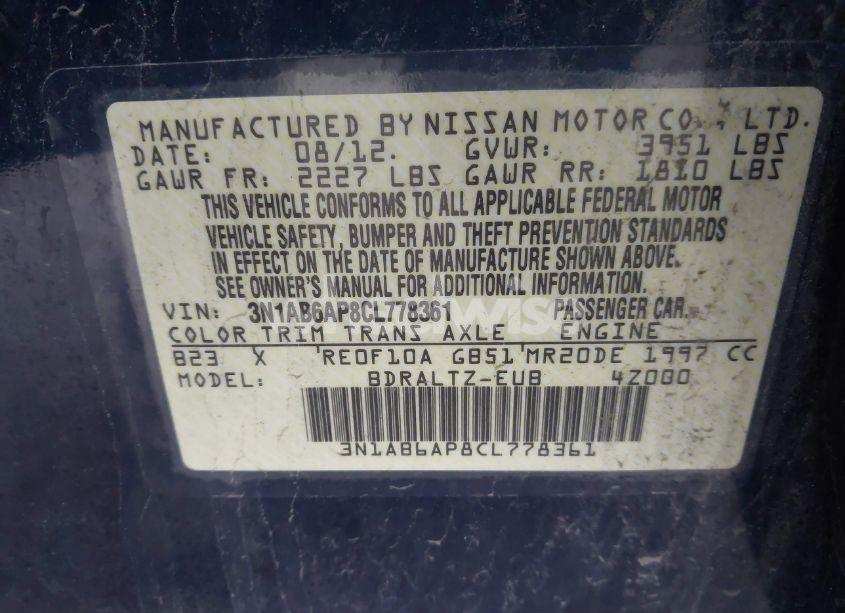 MANUFACTURED BY NISSAN MOTOR CO., LTD.
DATE: 08/12. GVWR: 3951 LBS
GAWR FR: 2227 LBS GAWR RR: 1810 LBS
THIS VEHICLE CONFORMS TO ALL APPLICABLE FEDERAL MOTOR
VEHICLE SAFETY, BUMPER AND THEFT PREVENTION STANDARDS
IN EFFECT ON THE DATE OF MANUFACTURE SHOWN ABOVE.
SEE OWNER'S MANUAL FOR ADDITIONAL INFORMATION.
VIN: 3N1AB6AP8CL778361 PASSENGER CAR.
COLOR TRIM TRANS AXLE ENGINE
B23 X RE0F10A GB51 MR20DE 1997 CC
MODEL: BDRALTZ-EUB 4Z000
3N1AB6AP8CL778361